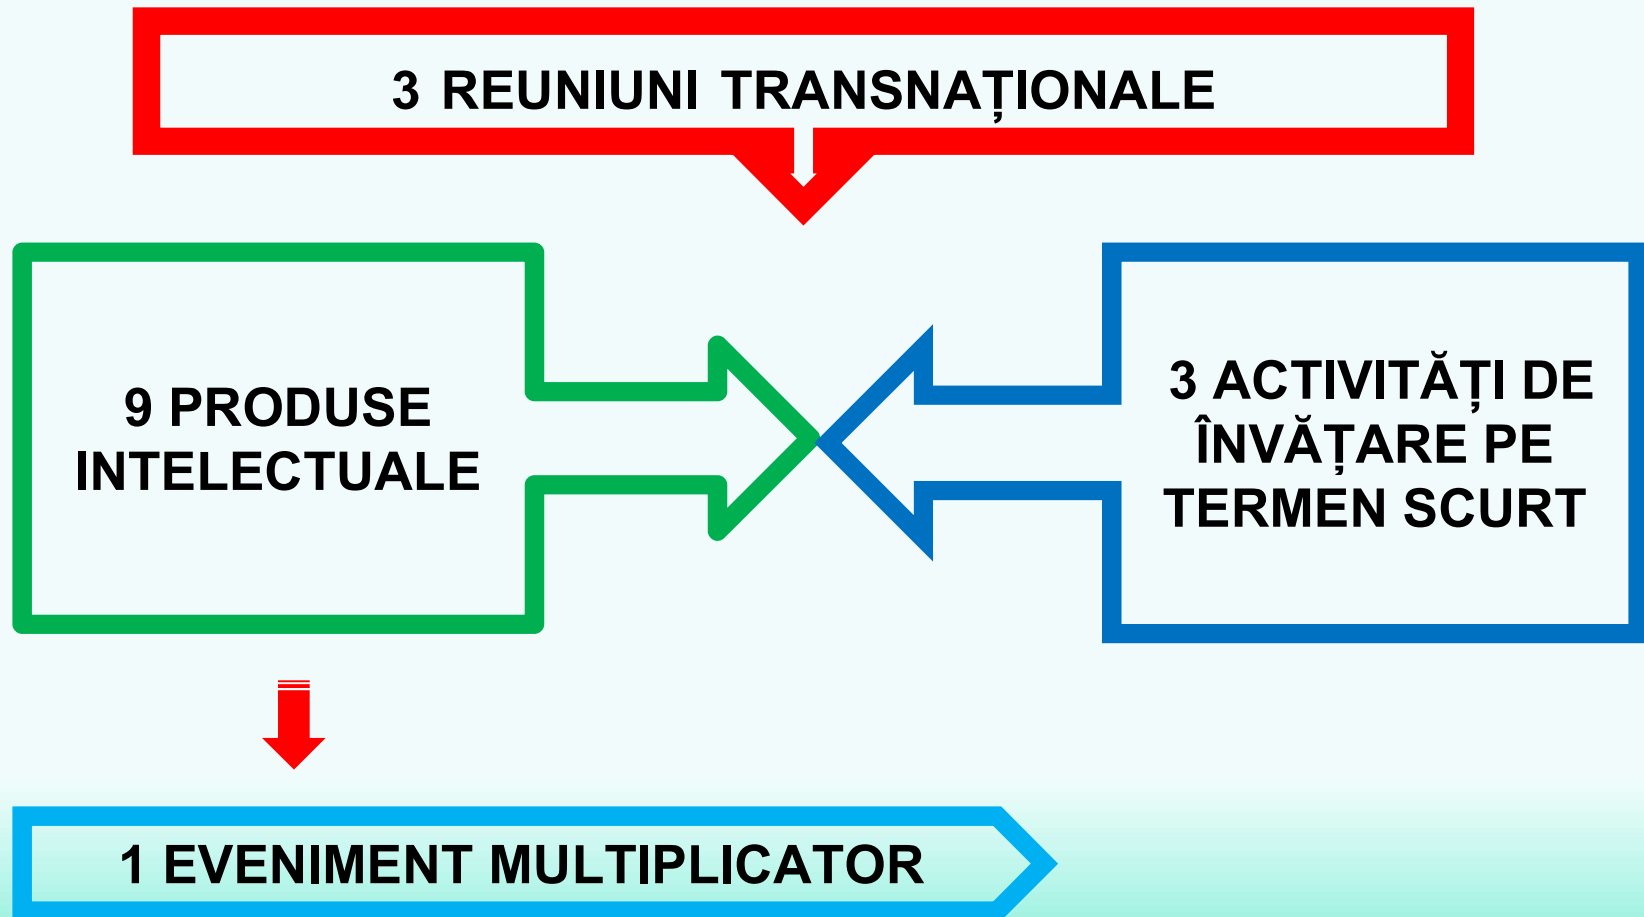 3 REUNIUNI TRANSNAȚIONALE
9 PRODUSE
INTELECTUALE
3 ACTIVITĂȚI DE
ÎNVĂȚARE PE
TERMEN SCURT
1 EVENIMENT MULTIPLICATOR